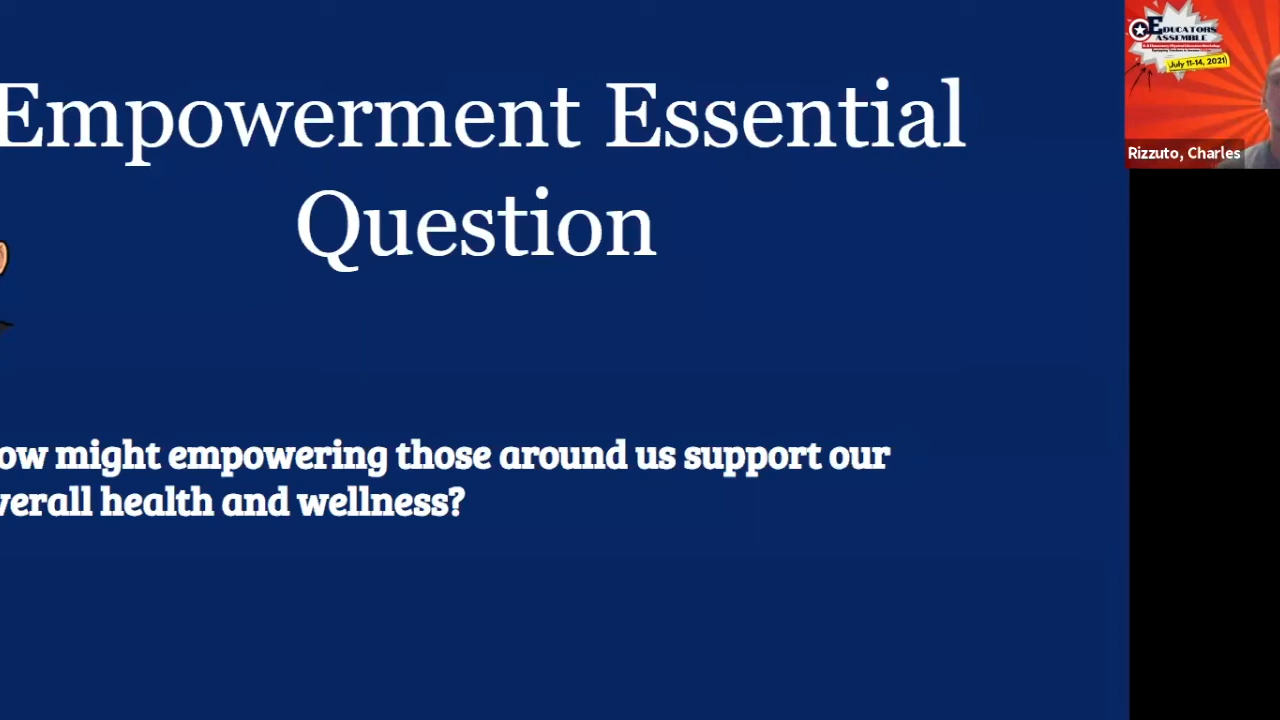 Empowerment Essential
Question
ow might empowering those around us support our
verall health and wellness?
EDUCATORS
ASSEMBLE
July 11-14, 2021
Rizzuto, Charles